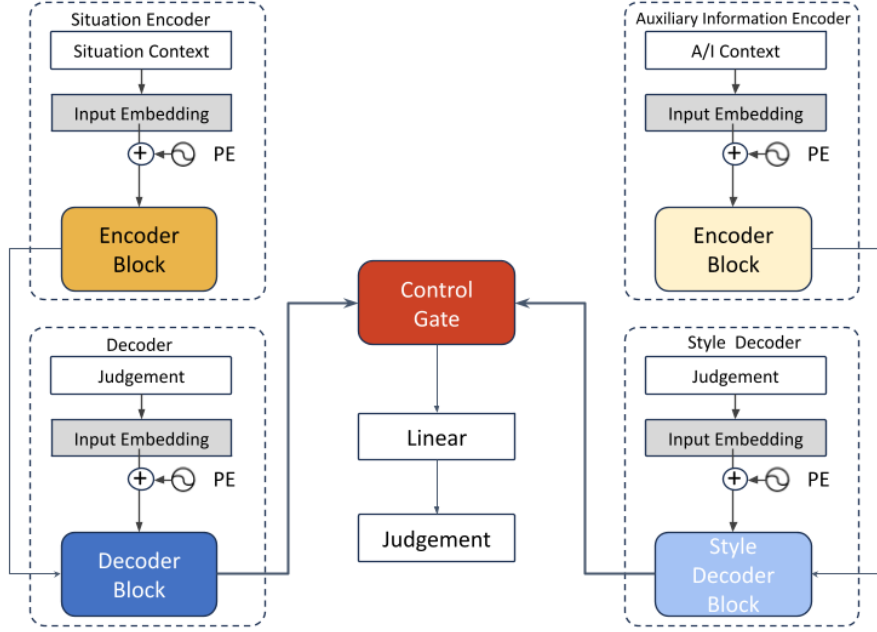 Situation Encoder
Situation Context
Input Embedding
+
PE
Encoder
Block
Decoder
Judgement
Input Embedding
+
PE
Decoder
Block
Control
Gate
Linear
Judgement
Auxiliary Information Encoder
A/I Context
Input Embedding
+
PE
Encoder
Block
Style Decoder
Judgement
Input Embedding
+
PE
Style
Decoder
Block